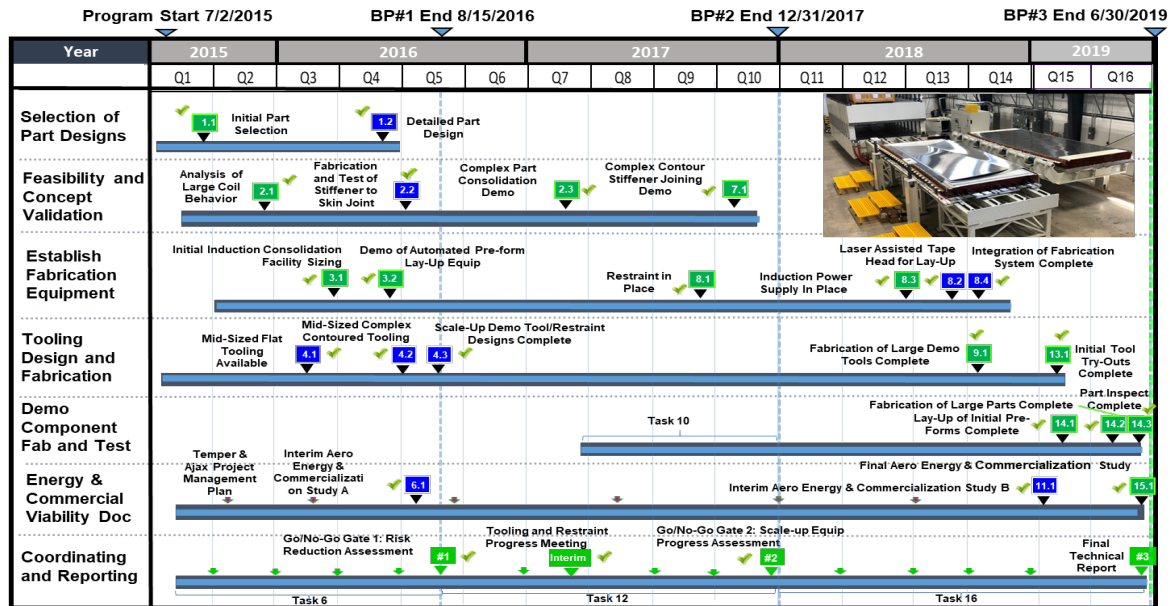 Program Start 7/2/2015
BP#1 End 8/15/2016
BP#2 End 12/31/2017
BP#3 End 6/30/2019
Year
2015
2016
2017
2018
2019
Q1
Q2
Q3
Q4
Q5
Q6
Q7
Q8
Q9
Q10
Q11
Q12
Q13
Q14
Q15
Q16
Selection of
Part Designs
1.1
Initial Part
Selection
1.2
Detailed Part
Design
Feasibility and
Concept
Validation
Analysis of
Large Coil
Behavior
2.1
Fabrication
and Test of
Stiffener to
Skin Joint
2.2
Complex Part
Consolidation
Demo
2.3
Complex Contour
Stiffener Joining
Demo
7.1
Establish
Fabrication
Equipment
Initial Induction Consolidation
Facility Sizing
3.1
Demo of Automated Pre-form
Lay-Up Equip
3.2
Restraint in
Place
8.1
Induction Power
Supply In Place
8.3
Laser Assisted Tape
Head for Lay-Up
8.2
Integration of Fabrication
System Complete
8.4
Tooling
Design and
Fabrication
Mid-Sized Flat
Tooling
Available
4.1
Mid-Sized Complex
Contoured Tooling
4.2
Scale-Up Demo Tool/Restraint
Designs Complete
4.3
Fabrication of Large Demo
Tools Complete
9.1
13.1
Initial Tool
Try-Outs
Complete
Demo
Component
Fab and Test
Task 10
Part Inspect
Complete
Fabrication of Large Parts Complete
Lay-Up of Initial Pre-
Forms Complete
14.1
14.2
14.3
Energy &
Commercial
Viability Doc
Temper &
Ajax Project
Management
Plan
Interim Aero
Energy &
Commercializati
on Study A
6.1
Final Aero Energy & Commercialization Study
Interim Aero Energy & Commercialization Study B
11.1
15.1
Coordinating
and Reporting
Go/No-Go Gate 1: Risk
Reduction Assessment
#1
Tooling and Restraint
Progress Meeting
Interim
Go/No-Go Gate 2: Scale-up Equip
Progress Assessment
#2
Final
Technical
Report
#3
Task 6
Task 12
Task 16